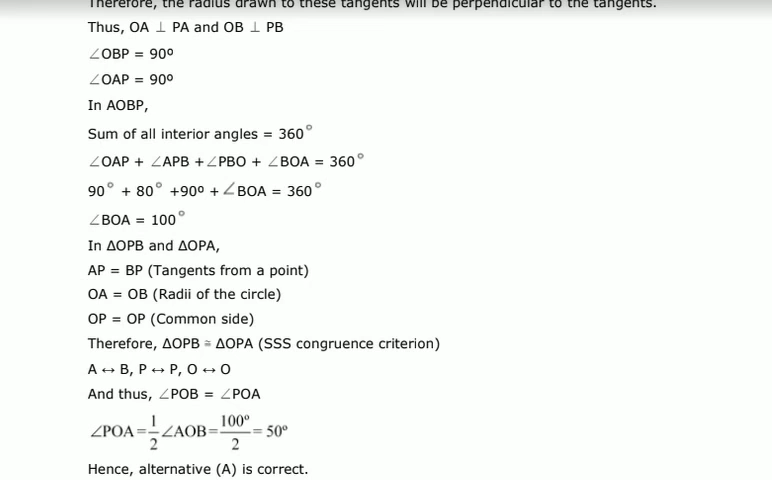 Therefore, the radius drawn to these tangents will be perpendicular to the tangents.
Thus, OA ⊥ PA and OB ⊥ PB
∠OBP = 90º
∠OAP = 90º
In AOBP,
Sum of all interior angles = 360°
∠OAP + ∠APB +∠PBO + ∠BOA = 360°
90° + 80° +90º + ∠BOA = 360°
∠BOA = 100°
In ΔOPB and ΔOPA,
AP = BP (Tangents from a point)
OA = OB (Radii of the circle)
OP = OP (Common side)
Therefore, ΔOPB ≅ ΔOPA (SSS congruence criterion)
A ↔ B, P ↔ P, O ↔ O
And thus, ∠POB = ∠POA
∠POA = 1/2 ∠AOB = 100º/2 = 50º
Hence, alternative (A) is correct.